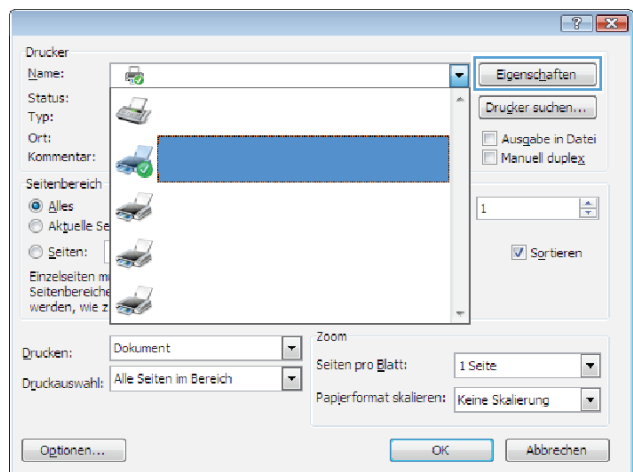 Drucker
Name:
Eigenschaften
Status:
Drucker suchen...
Typ:
Ort:
Ausgabe in Datei
Kommentar:
Manuell duplex
Seitenbereich
Alles
1
Aktuelle Se
Seiten:
Sortieren
Einzelseiten m
Seitenbereiche
werden, wie z
Zoom
Drucken:
Dokument
Seiten pro Blatt:
1 Seite
Druckauswahl:
Alle Seiten im Bereich
Papierformat skalieren:
Keine Skalierung
Optionen...
OK
Abbrechen